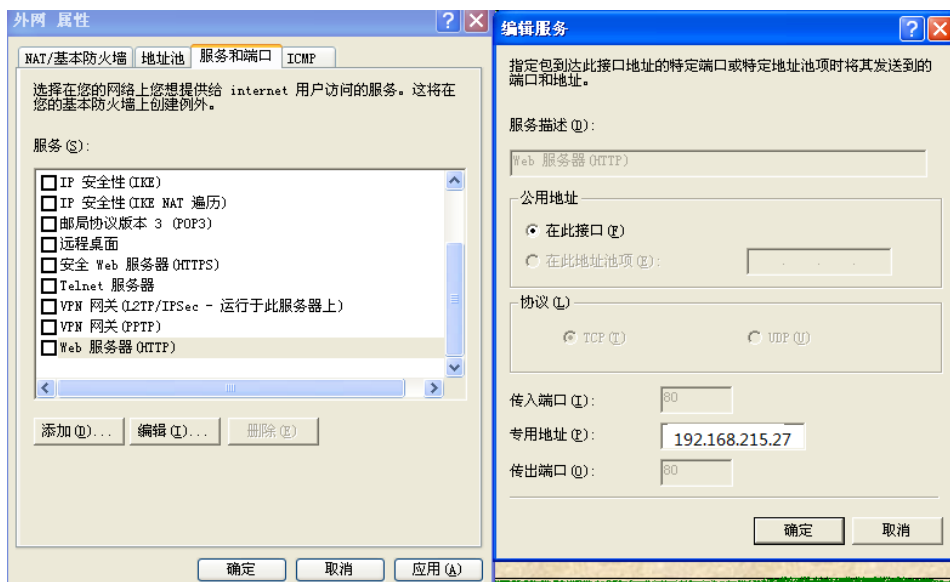 外网 属性
NAT/基本防火墙 地址池 服务和端口 ICMP
选择在您的网络上您想提供给 internet 用户访问的服务。这将在
您的基本防火墙上创建例外。
服务(S):
IP 安全性(IKE)
IP 安全性(IKE NAT 遍历)
邮局协议版本 3 (POP3)
远程桌面
安全 Web 服务器(HTTPS)
Telnet 服务器
VPN 网关(L2TP/IPSec - 运行于此服务器上)
VPN 网关(PPTP)
Web 服务器(HTTP)
添加(D)... 编辑(I)... 删除(E)
确定 取消 应用(A)
编辑服务
指定包到达此接口地址的特定端口或特定地址池项时将其发送到的
端口和地址。
服务描述(D):
Web 服务器(HTTP)
公用地址
在此接口(F)
在此地址池项(E):
协议(L)
TCP(T) UDP(U)
传入端口(I): 80
专用地址(P): 192.168.215.27
传出端口(O): 80
确定 取消